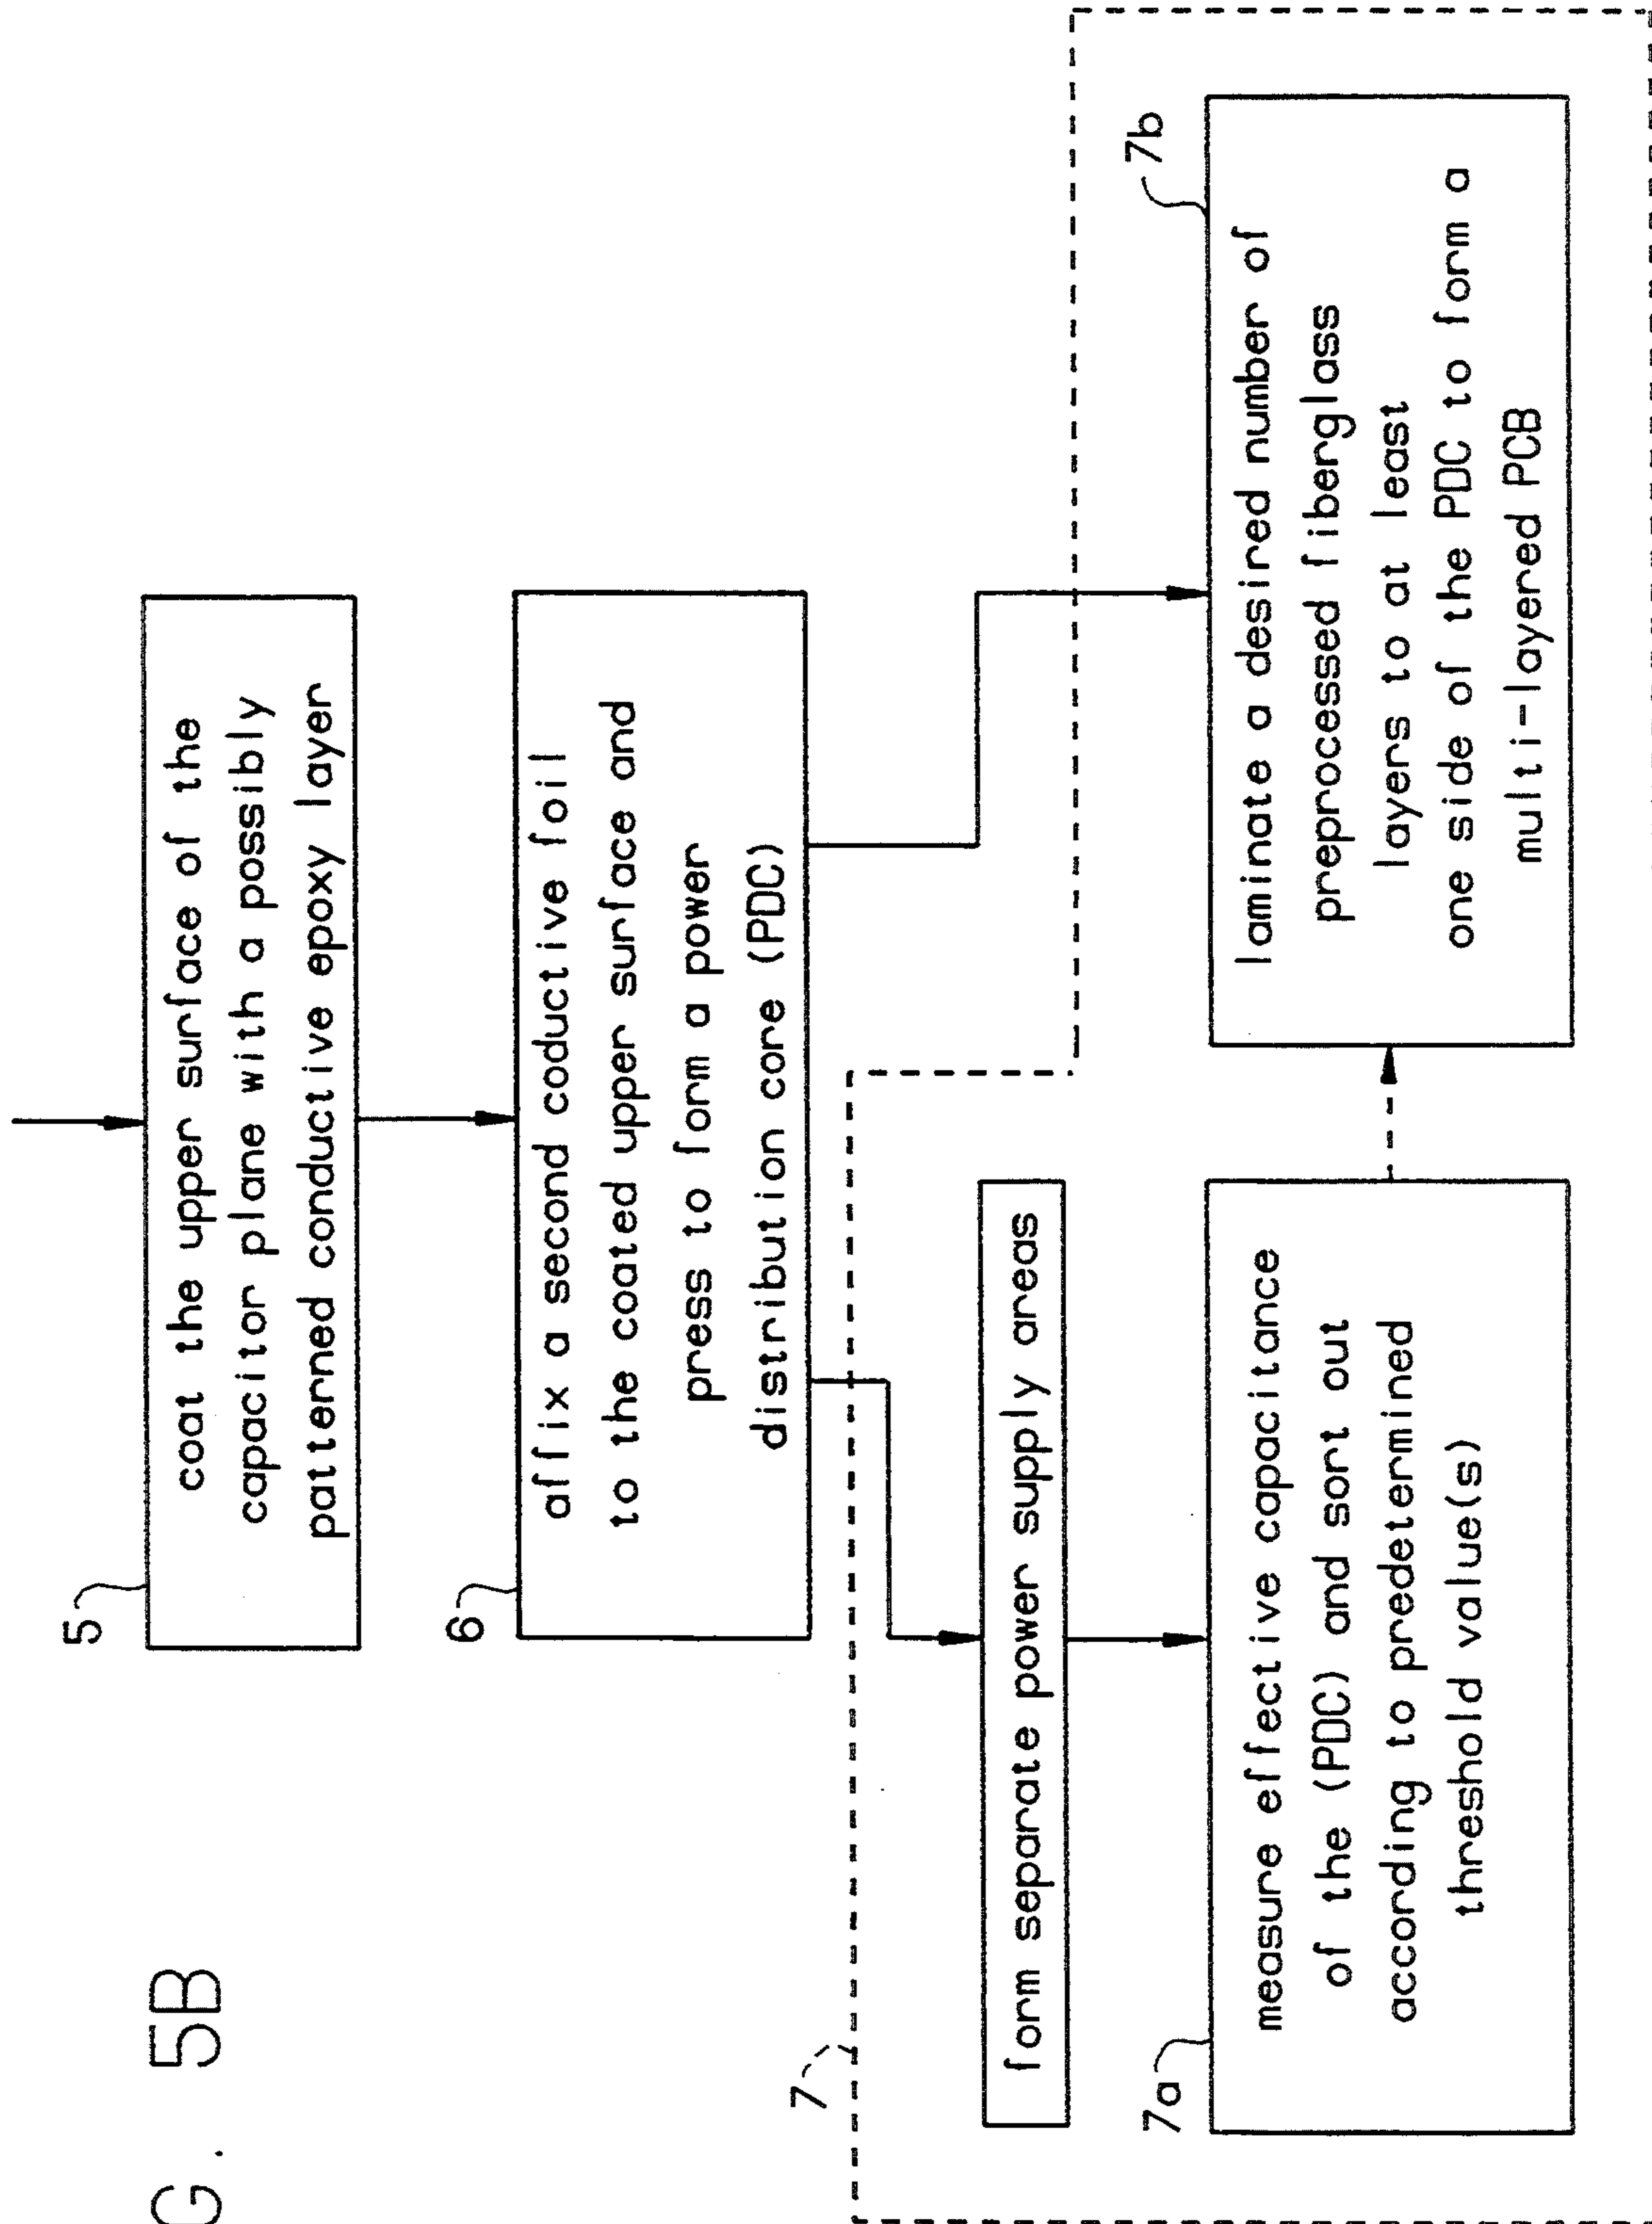 G. 5B
5
coat the upper surface of the
capacitor plane with a possibly
patterned conductive epoxy layer
6
affix a second coductive foil
to the coated upper surface and
press to form a power
distribution core (PDC)
7
form separate power supply areas
7a
measure effective capacitance
of the (PDC) and sort out
according to predetermined
threshold value(s)
7b
laminate a desired number of
preprocessed fiberglass
layers to at least
one side of the PDC to form a
multi-layered PCB